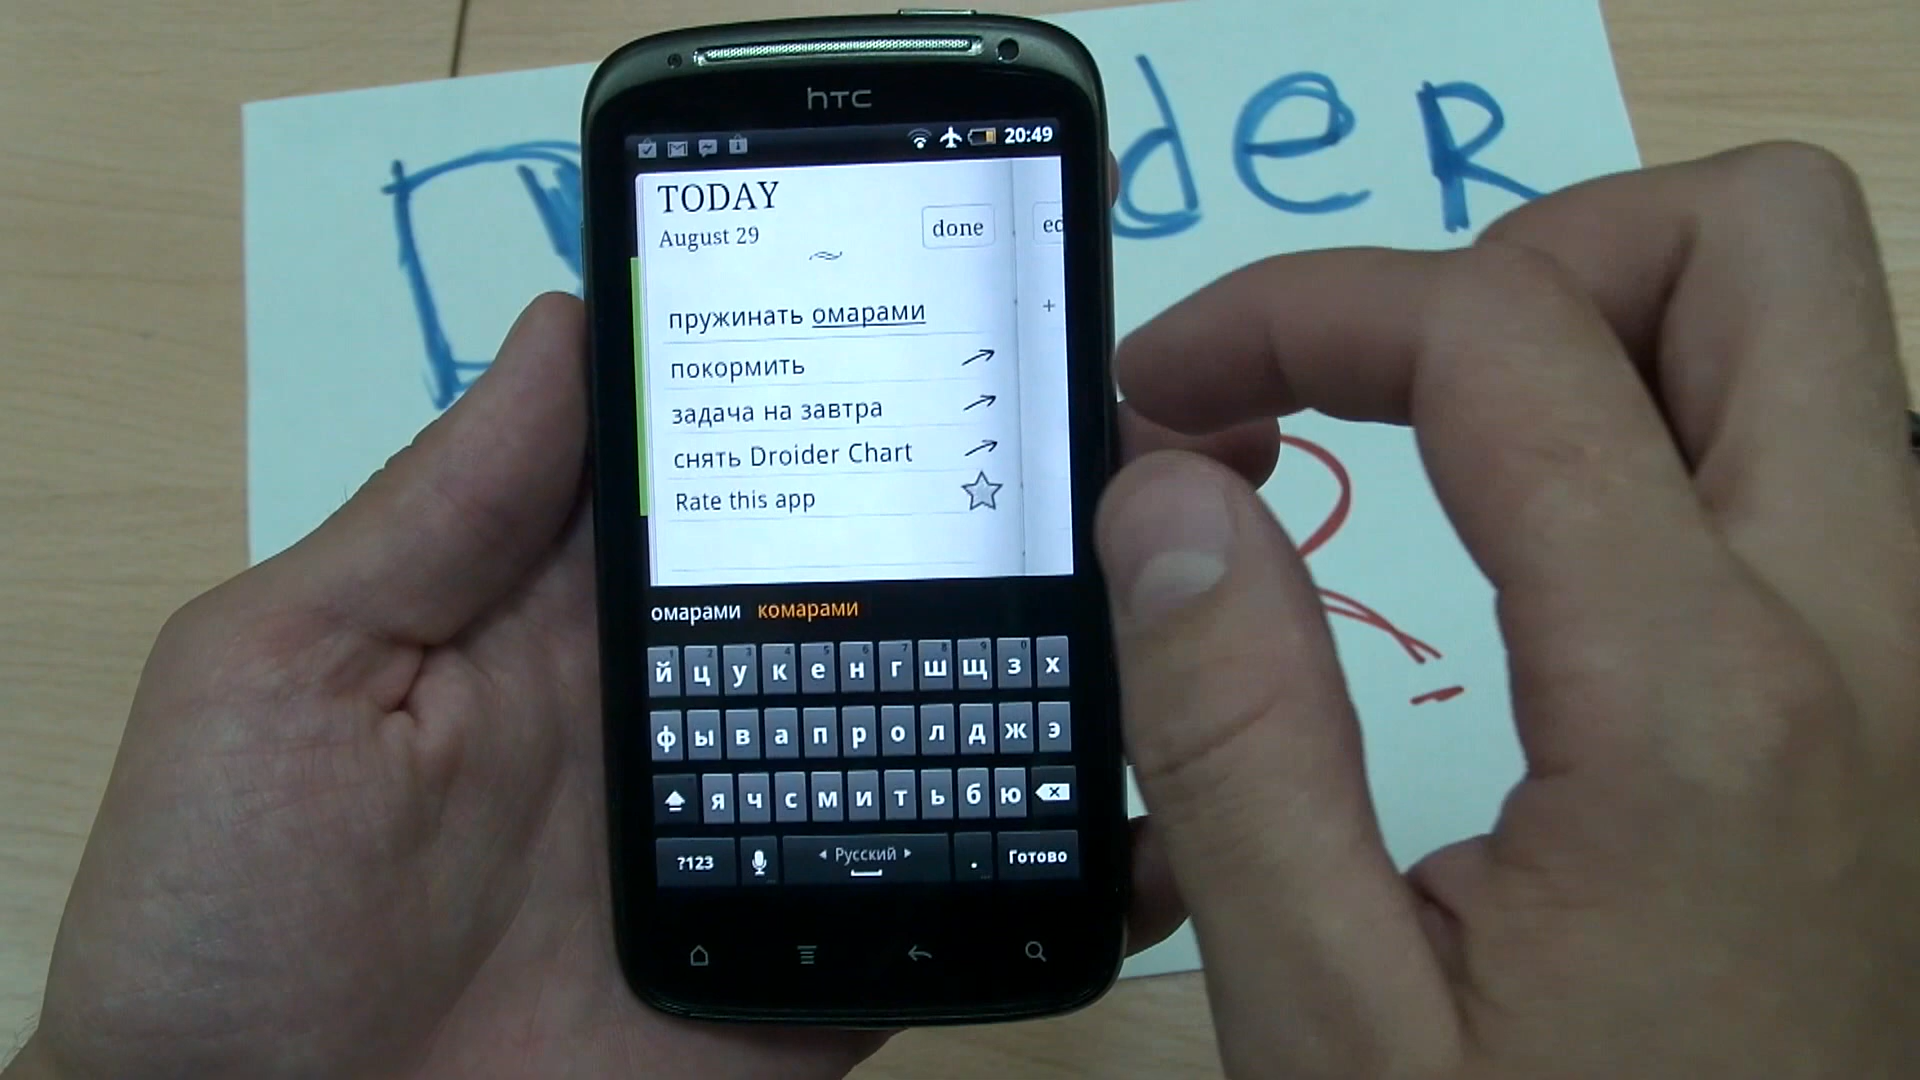 DER
hTC
20:49
TODAY
done
August 29
пружинать омарами
+
покормить
задача на завтра
снять Droider Chart
Rate this app
омарами комарами
й ц у к е н г ш щ з х
ф ы в а п р о л д ж э
я ч с м и т ь б ю
?123 Русский . Готово